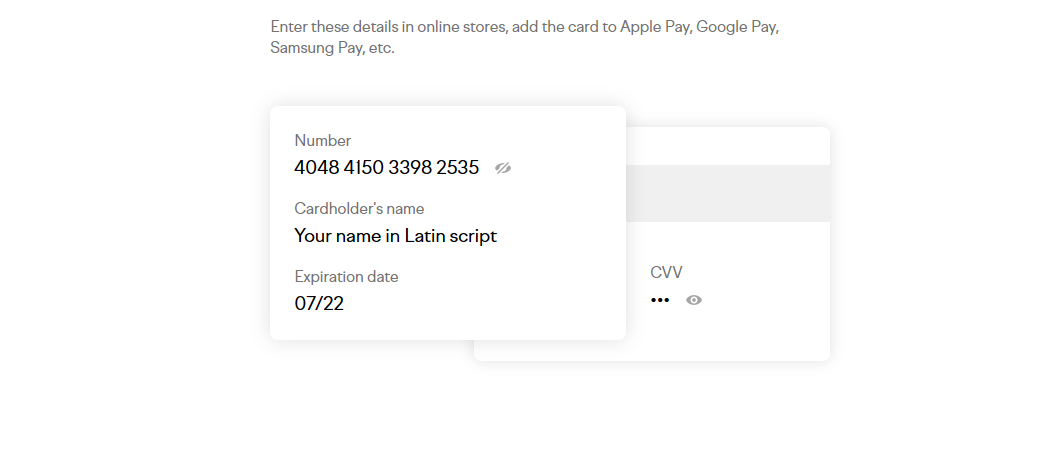 Enter these details in online stores, add the card to Apple Pay, Google Pay,
Samsung Pay, etc.
Number
4048 4150 3398 2535
Cardholder's name
Your name in Latin script
Expiration date
07/22
CVV
•••